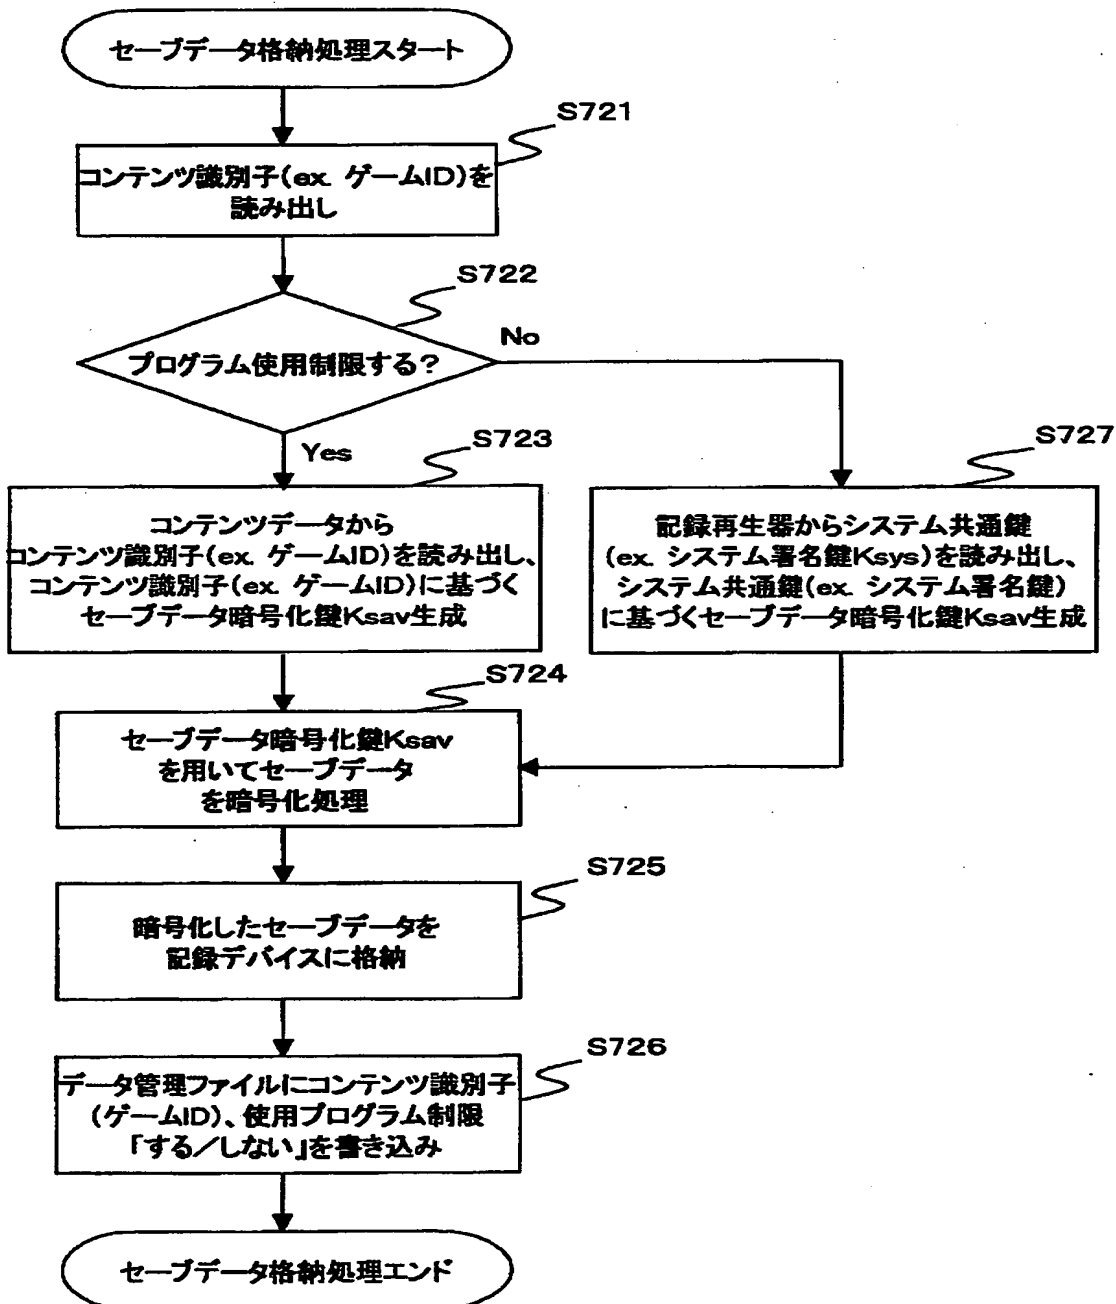 セーブデータ格納処理スタート
S721
コンテンツ識別子(ex. ゲームID)を
読み出し
S722
プログラム使用制限する?
No
Yes
S723
コンテンツデータから
コンテンツ識別子(ex. ゲームID)を読み出し、
コンテンツ識別子(ex. ゲームID)に基づく
セーブデータ暗号化鍵Ksav生成
S727
記録再生器からシステム共通鍵
(ex. システム署名鍵Ksys)を読み出し、
システム共通鍵(ex. システム署名鍵)
に基づくセーブデータ暗号化鍵Ksav生成
S724
セーブデータ暗号化鍵Ksav
を用いてセーブデータ
を暗号化処理
S725
暗号化したセーブデータを
記録デバイスに格納
S726
データ管理ファイルにコンテンツ識別子
(ゲームID)、使用プログラム制限
「する/しない」を書き込み
セーブデータ格納処理エンド